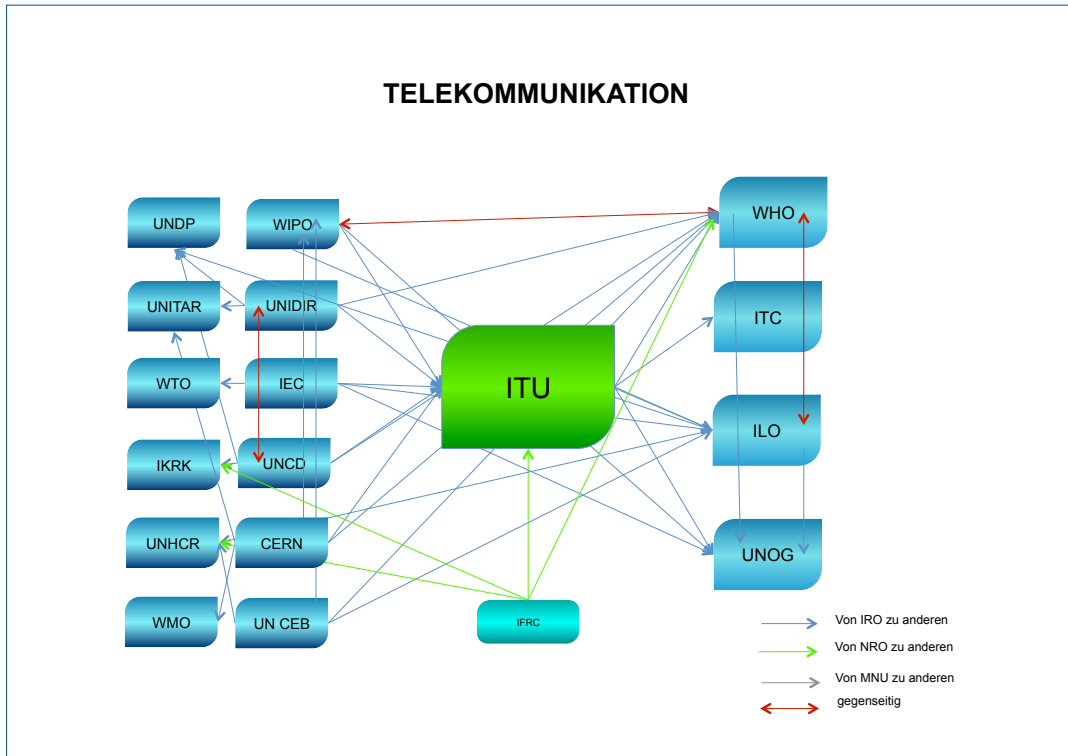 TELEKOMMUNIKATION
UNDP
WIPO
WHO
UNITAR
UNIDIR
ITC
WTO
IEC
ITU
ILO
IKRK
UNCD
UNHCR
CERN
UNOG
WMO
UN CEB
IFRC
Von IRO zu anderen
Von NRO zu anderen
Von MNU zu anderen
gegenseitig